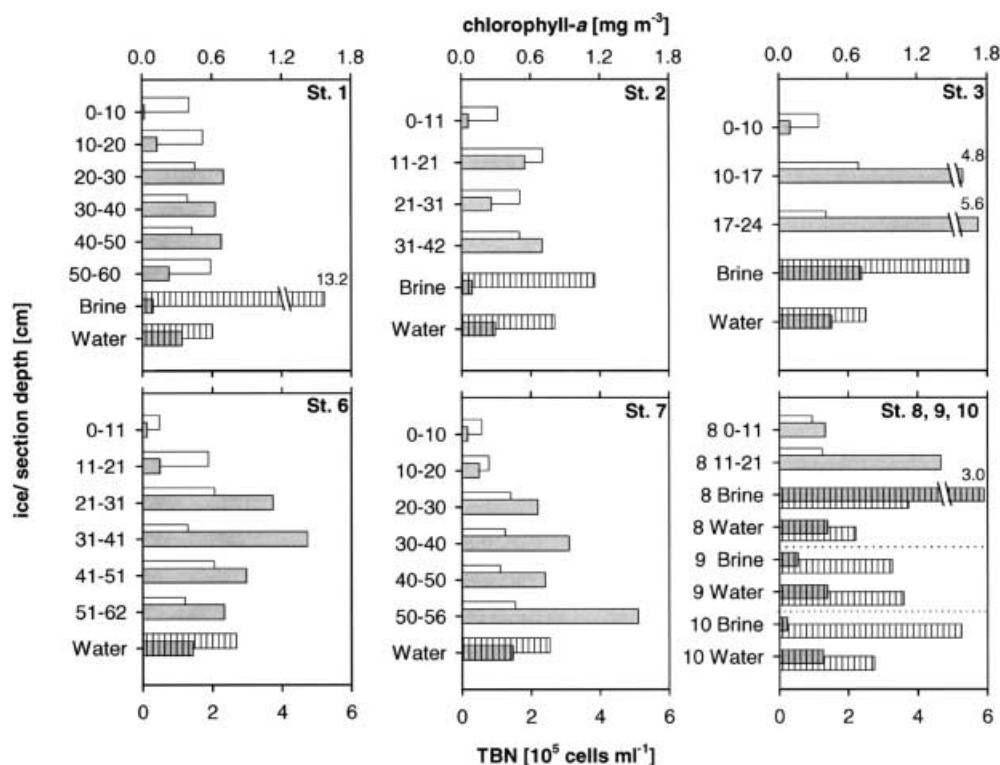 chlorophyll-a [mg m⁻³]
0.0 0.6 1.2 1.8 0.0 0.6 1.2 1.8 0.0 0.6 1.2 1.8
ice/ section depth [cm]
St. 1
0-10
10-20
20-30
30-40
40-50
50-60
Brine 13.2
Water
St. 2
0-11
11-21
21-31
31-42
Brine
Water
St. 3
0-10
10-17 4.8
17-24 5.6
Brine
Water
St. 6
0-11
11-21
21-31
31-41
41-51
51-62
Water
St. 7
0-10
10-20
20-30
30-40
40-50
50-56
Water
St. 8, 9, 10
8 0-11
8 11-21
8 Brine 3.0
8 Water
9 Brine
9 Water
10 Brine
10 Water
0 2 4 6 0 2 4 6 0 2 4 6
TBN [10⁵ cells ml⁻¹]